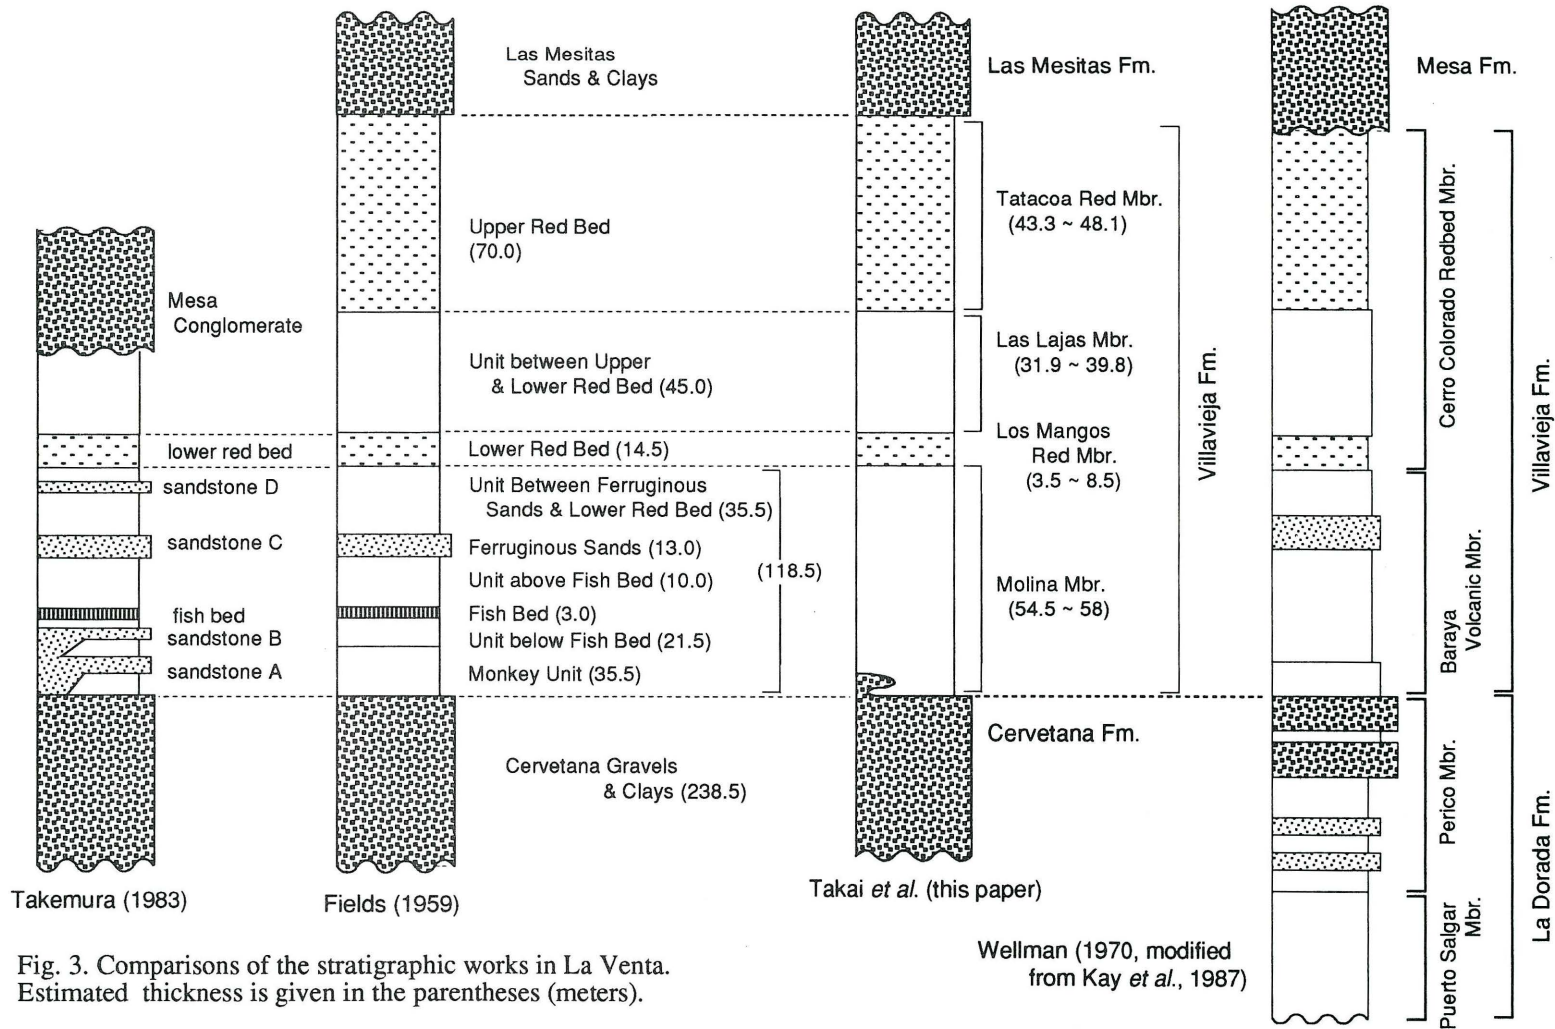 Mesa
Conglomerate
lower red bed
sandstone D
sandstone C
fish bed
sandstone B
sandstone A
Takemura (1983)
Las Mesitas
Sands & Clays
Upper Red Bed
(70.0)
Unit between Upper
& Lower Red Bed (45.0)
Lower Red Bed (14.5)
Unit Between Ferruginous
Sands & Lower Red Bed (35.5)
Ferruginous Sands (13.0)
Unit above Fish Bed (10.0)
Fish Bed (3.0)
Unit below Fish Bed (21.5)
Monkey Unit (35.5)
(118.5)
Cervetana Gravels
& Clays (238.5)
Fields (1959)
Las Mesitas Fm.
Tatacoa Red Mbr.
(43.3 ~ 48.1)
Las Lajas Mbr.
(31.9 ~ 39.8)
Los Mangos
Red Mbr.
(3.5 ~ 8.5)
Molina Mbr.
(54.5 ~ 58)
Villavieja Fm.
Cervetana Fm.
Takai et al. (this paper)
Mesa Fm.
Cerro Colorado Redbed Mbr.
Baraya
Volcanic Mbr.
Villavieja Fm.
Perico Mbr.
Puerto Salgar
Mbr.
La Dorada Fm.
Wellman (1970, modified
from Kay et al., 1987)
Fig. 3. Comparisons of the stratigraphic works in La Venta.
Estimated thickness is given in the parentheses (meters).